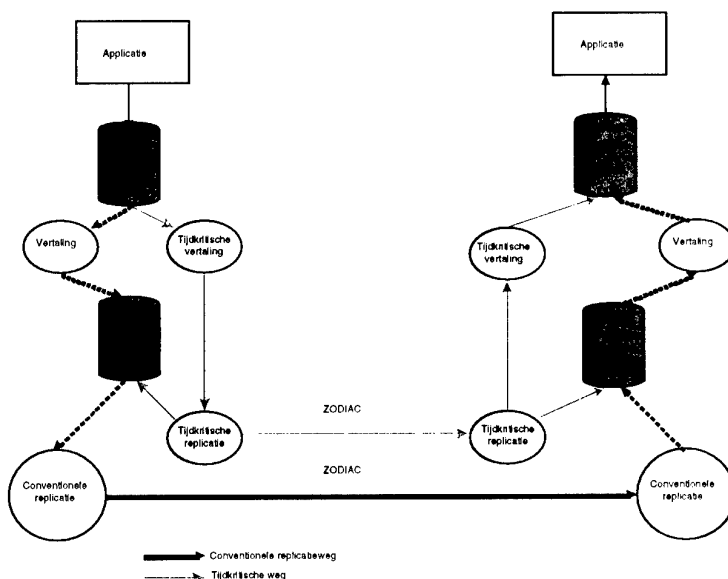 Applicatie
Applicatie
Vertaling
Tijdkritische
vertaling
Tijdkritische
vertaling
Vertaling
ZODIAC
Tijdkritische
replicatie
Tijdkritische
replicatie
ZODIAC
Conventionele
replicatie
Conventionele
replicatie
Conventionele replicatieweg
Tijdkritische weg